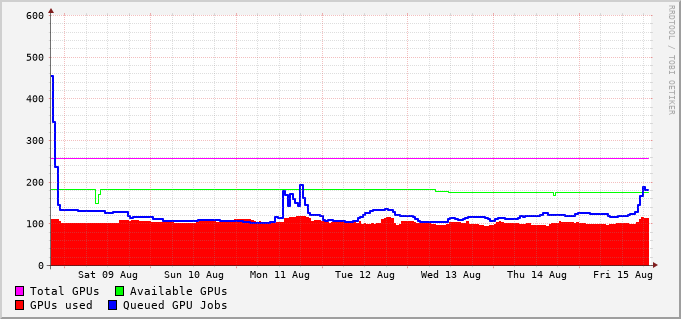 600
500
400
300
200
100
0
Sat 09 Aug Sun 10 Aug Mon 11 Aug Tue 12 Aug Wed 13 Aug Thu 14 Aug Fri 15 Aug
Total GPUs Available GPUs
GPUs used Queued GPU Jobs
RRDTOOL / TOBI OETIKER